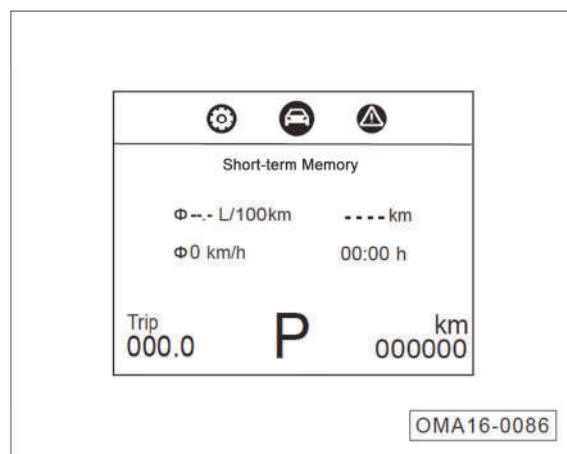 Short-term Memory
Φ--.- L/100km ----km
Φ0 km/h 00:00 h
Trip
000.0
P
km
000000
OMA16-0086